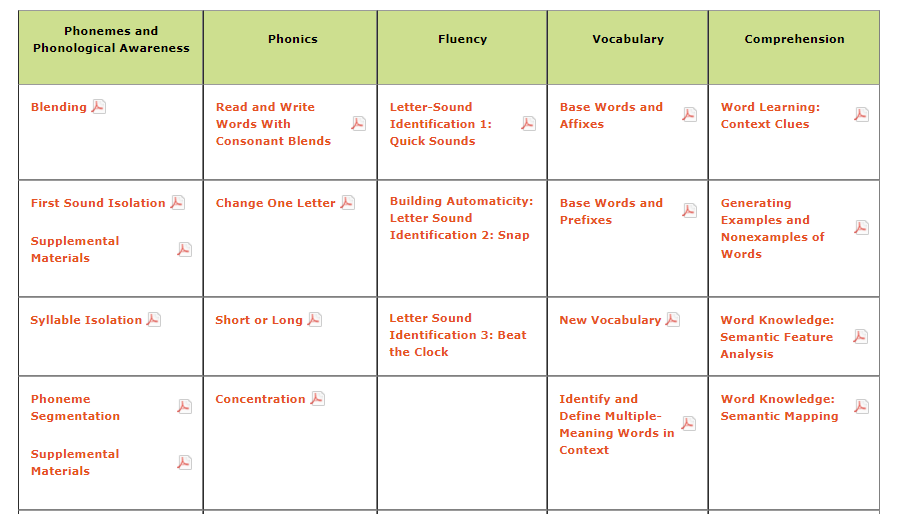 Phonemes and
Phonological Awareness
Phonics
Fluency
Vocabulary
Comprehension
Blending
Read and Write
Words With
Consonant Blends
Letter-Sound
Identification 1:
Quick Sounds
Base Words and
Affixes
Word Learning:
Context Clues
First Sound Isolation
Supplemental
Materials
Change One Letter
Building Automaticity:
Letter Sound
Identification 2: Snap
Base Words and
Prefixes
Generating
Examples and
Nonexamples of
Words
Syllable Isolation
Short or Long
Letter Sound
Identification 3: Beat
the Clock
New Vocabulary
Word Knowledge:
Semantic Feature
Analysis
Phoneme
Segmentation
Supplemental
Materials
Concentration
Identify and
Define Multiple-
Meaning Words in
Context
Word Knowledge:
Semantic Mapping